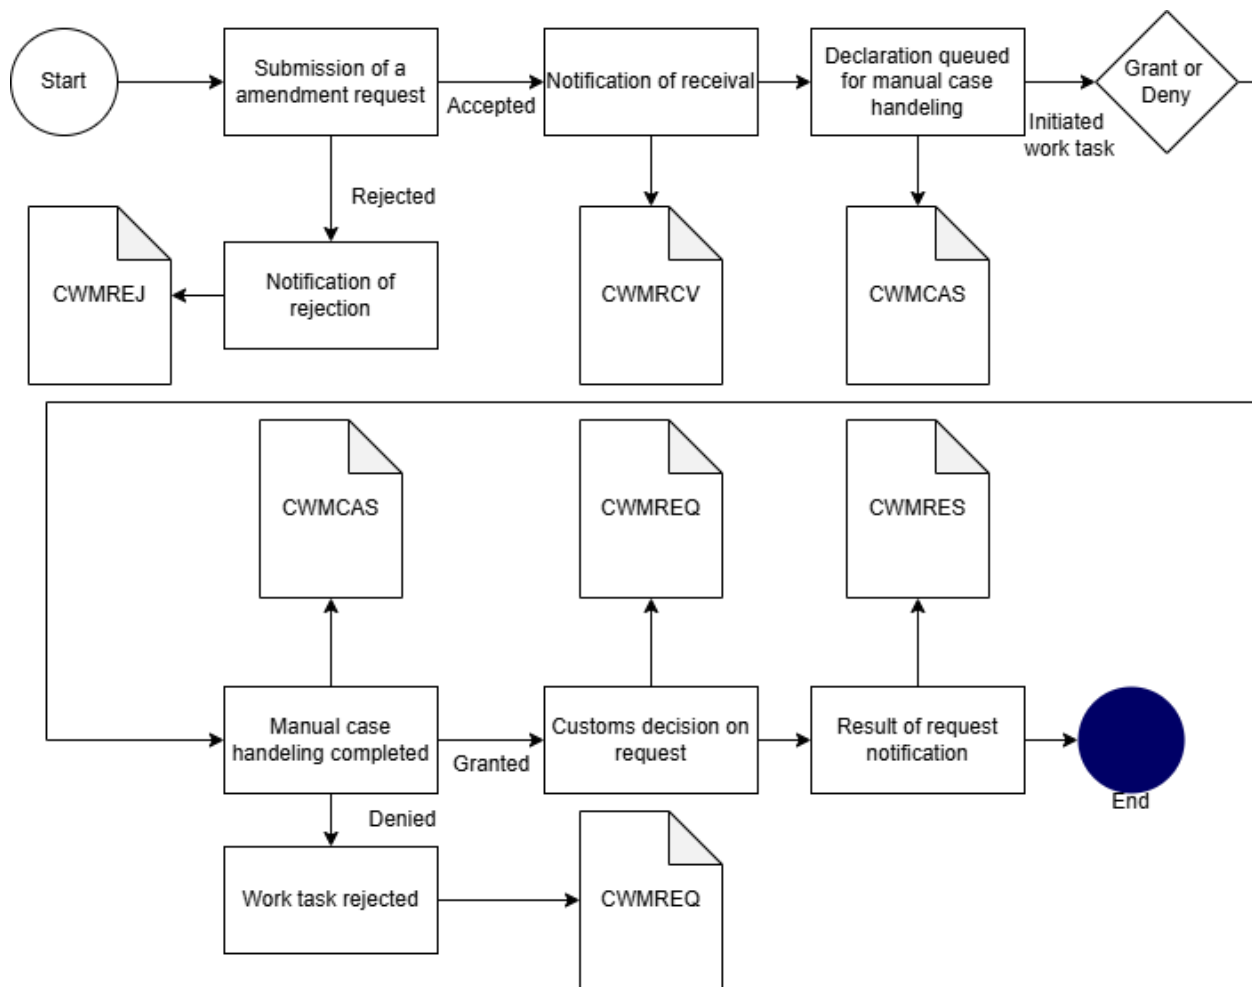 Start
Submission of a
amendment request
Accepted
Notification of receival
Declaration queued
for manual case
handeling
Initiated
work task
Grant or
Deny
Rejected
CWMREJ
Notification of
rejection
CWMRCV
CWMCAS
CWMCAS
CWMREQ
CWMRES
Manual case
handeling completed
Granted
Customs decision on
request
Result of request
notification
End
Denied
Work task rejected
CWMREQ